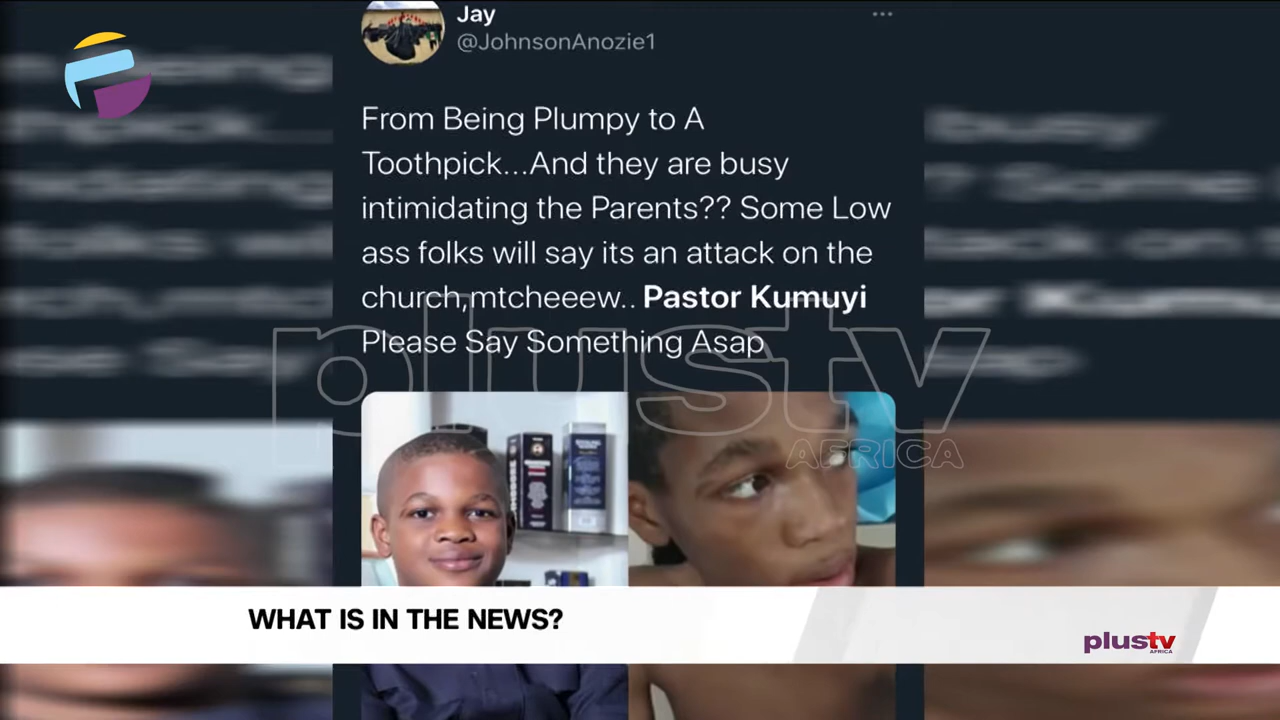 Jay
@JohnsonAnozie1
From Being Plumpy to A
Toothpick...And they are busy
intimidating the Parents?? Some Low
ass folks will say its an attack on the
church,mtcheeew.. Pastor Kumuyi
Please Say Something Asap
plustv
AFRICA
WHAT IS IN THE NEWS?
plustv
AFRICA